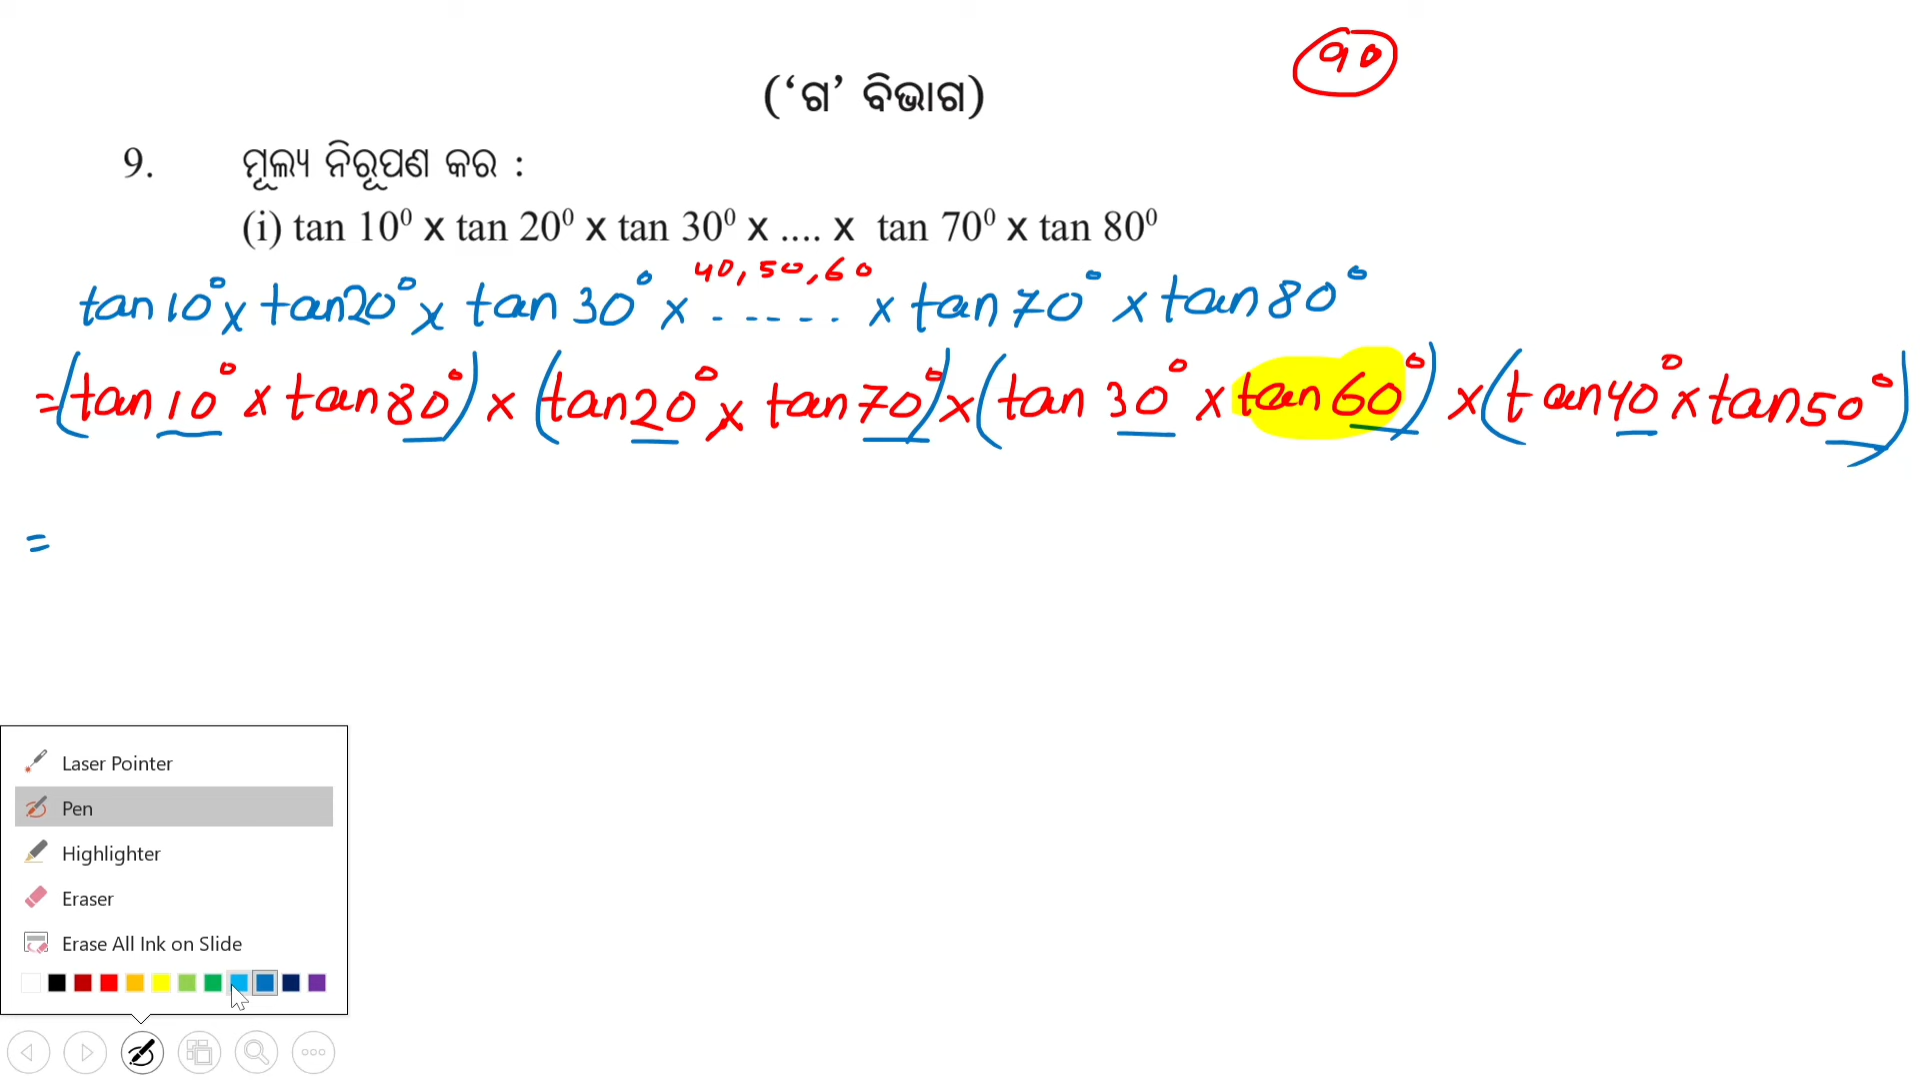 90
(‘ଗ’ ବିଭାଗ)
9. ମୂଲ୍ୟ ନିରୂପଣ କର :
(i) tan 10⁰ x tan 20⁰ x tan 30⁰ x .... x tan 70⁰ x tan 80⁰
40, 50, 60
tan 10° x tan 20° x tan 30° x ...... x tan 70° x tan 80°
= (tan 10° x tan 80°) x (tan 20° x tan 70°) x (tan 30° x tan 60°) x (tan 40° x tan 50°)
=
Laser Pointer
Pen
Highlighter
Eraser
Erase All Ink on Slide